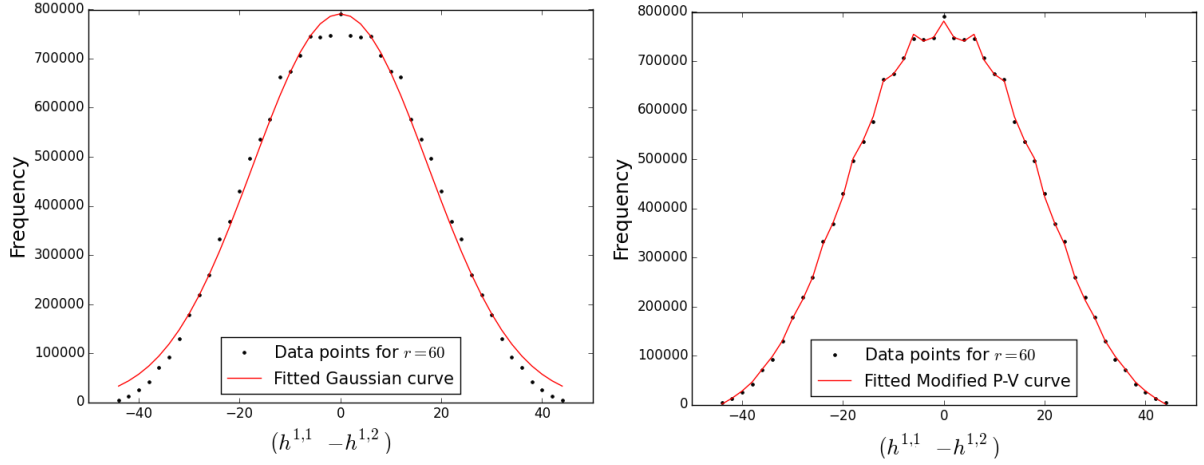 800000
700000
600000
500000
400000
300000
200000
100000
0
Frequency
−40 −20 0 20 40
(h^{1,1} −h^{1,2})
Data points for r=60
Fitted Gaussian curve
800000
700000
600000
500000
400000
300000
200000
100000
0
Frequency
−40 −20 0 20 40
(h^{1,1} −h^{1,2})
Data points for r=60
Fitted Modified P-V curve